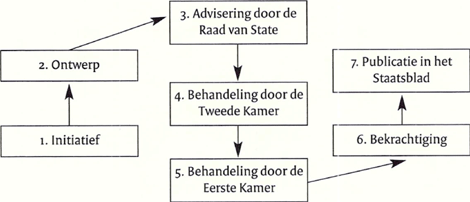 1. Initiatief
2. Ontwerp
3. Advisering door de
Raad van State
4. Behandeling door de
Tweede Kamer
5. Behandeling door de
Eerste Kamer
6. Bekrachtiging
7. Publicatie in het
Staatsblad